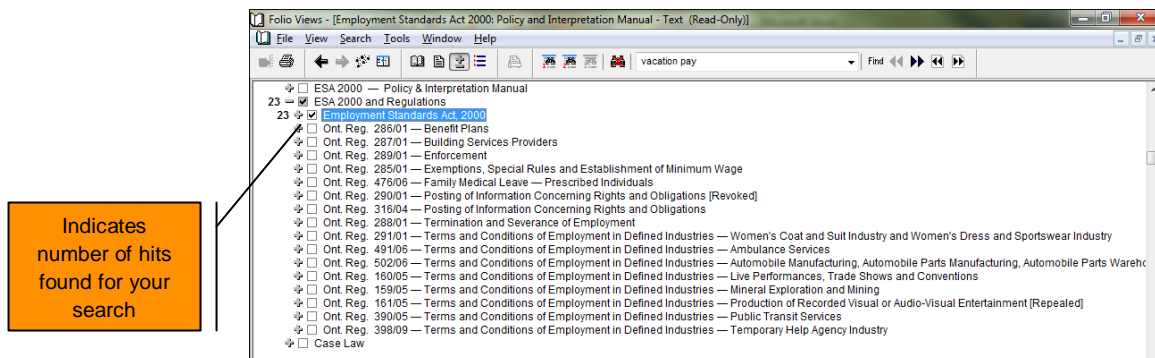 Folio Views - [Employment Standards Act 2000: Policy and Interpretation Manual - Text (Read-Only)]
File View Search Tools Window Help
vacation pay Find
ESA 2000 — Policy & Interpretation Manual
23 ESA 2000 and Regulations
23 Employment Standards Act, 2000
Ont. Reg. 286/01 — Benefit Plans
Ont. Reg. 287/01 — Building Services Providers
Ont. Reg. 289/01 — Enforcement
Ont. Reg. 285/01 — Exemptions, Special Rules and Establishment of Minimum Wage
Ont. Reg. 476/06 — Family Medical Leave — Prescribed Individuals
Ont. Reg. 290/01 — Posting of Information Concerning Rights and Obligations [Revoked]
Ont. Reg. 316/04 — Posting of Information Concerning Rights and Obligations
Ont. Reg. 288/01 — Termination and Severance of Employment
Ont. Reg. 291/01 — Terms and Conditions of Employment in Defined Industries — Women's Coat and Suit Industry and Women's Dress and Sportswear Industry
Ont. Reg. 491/06 — Terms and Conditions of Employment in Defined Industries — Ambulance Services
Ont. Reg. 502/06 — Terms and Conditions of Employment in Defined Industries — Automobile Manufacturing, Automobile Parts Manufacturing, Automobile Parts Wareho
Ont. Reg. 160/05 — Terms and Conditions of Employment in Defined Industries — Live Performances, Trade Shows and Conventions
Ont. Reg. 159/05 — Terms and Conditions of Employment in Defined Industries — Mineral Exploration and Mining
Ont. Reg. 161/05 — Terms and Conditions of Employment in Defined Industries — Production of Recorded Visual or Audio-Visual Entertainment [Repealed]
Ont. Reg. 390/05 — Terms and Conditions of Employment in Defined Industries — Public Transit Services
Ont. Reg. 398/09 — Terms and Conditions of Employment in Defined Industries — Temporary Help Agency Industry
Case Law
Indicates
number of hits
found for your
search